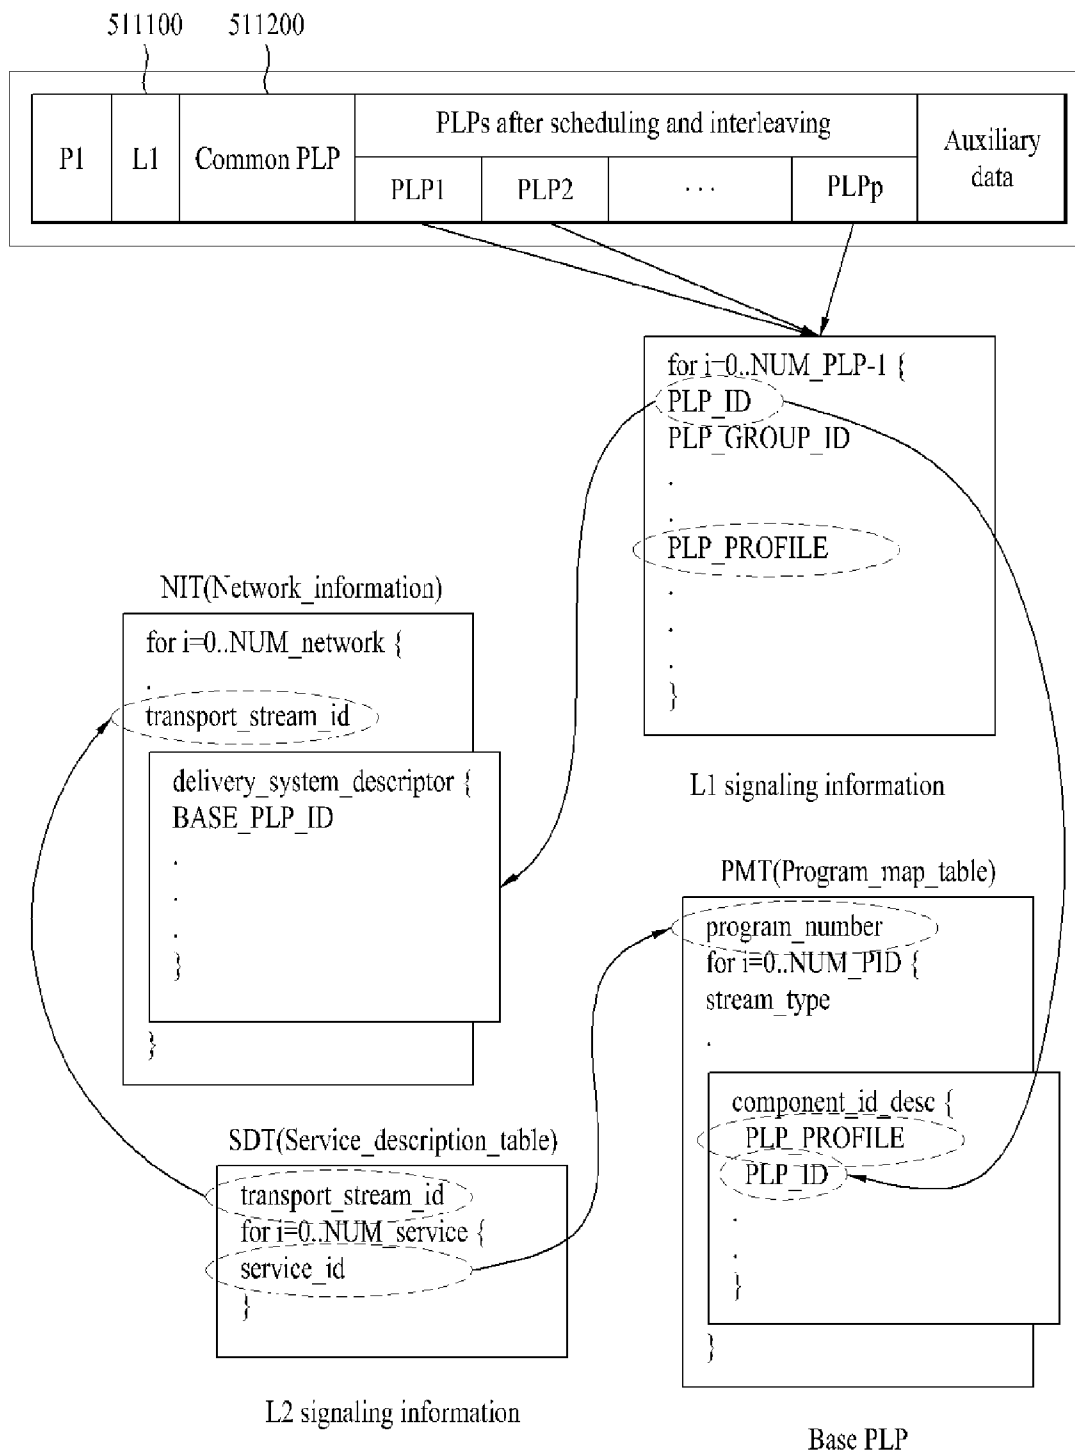 511100 511200
P1 L1 Common PLP PLPs after scheduling and interleaving Auxiliary data
PLP1 PLP2 . . . PLPp
for i=0..NUM_PLP-1 {
PLP_ID
PLP_GROUP_ID
.
.
PLP_PROFILE
.
.
.
}
L1 signaling information
NIT(Network_information)
for i=0..NUM_network {
.
transport_stream_id
delivery_system_descriptor {
BASE_PLP_ID
.
.
.
}
}
SDT(Service_description_table)
transport_stream_id
for i=0..NUM_service {
service_id
}
L2 signaling information
PMT(Program_map_table)
program_number
for i=0..NUM_PID {
stream_type
.
component_id_desc {
PLP_PROFILE
PLP_ID
.
.
}
}
Base PLP